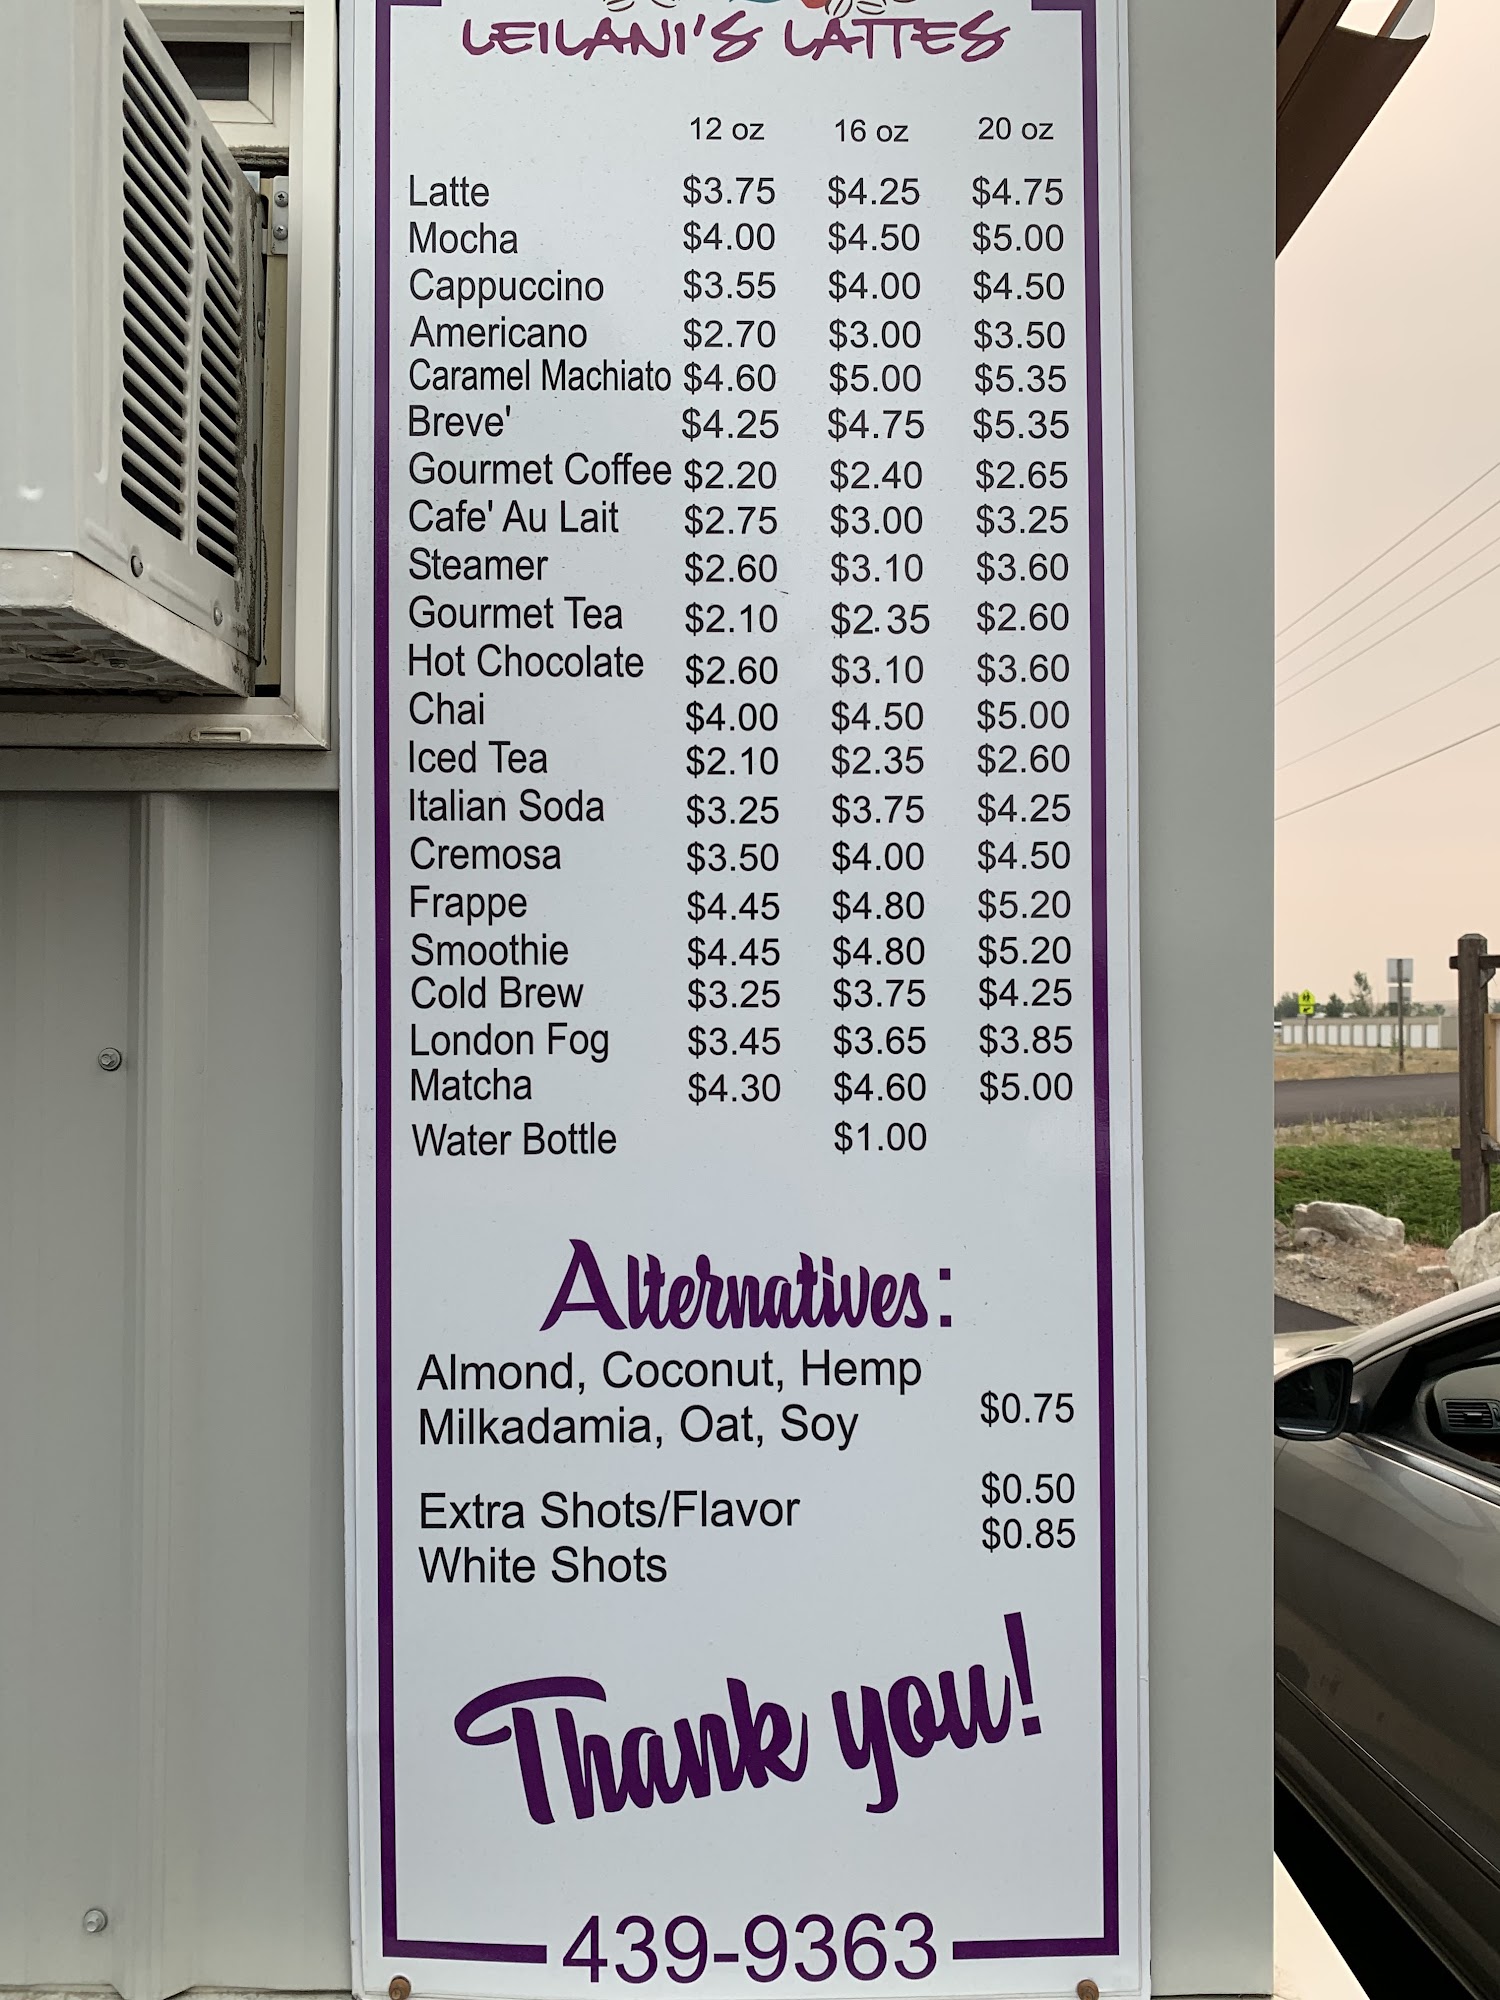 LEILANI'S LATTES
12 oz 16 oz 20 oz
Latte $3.75 $4.25 $4.75
Mocha $4.00 $4.50 $5.00
Cappuccino $3.55 $4.00 $4.50
Americano $2.70 $3.00 $3.50
Caramel Machiato $4.60 $5.00 $5.35
Breve' $4.25 $4.75 $5.35
Gourmet Coffee $2.20 $2.40 $2.65
Cafe' Au Lait $2.75 $3.00 $3.25
Steamer $2.60 $3.10 $3.60
Gourmet Tea $2.10 $2.35 $2.60
Hot Chocolate $2.60 $3.10 $3.60
Chai $4.00 $4.50 $5.00
Iced Tea $2.10 $2.35 $2.60
Italian Soda $3.25 $3.75 $4.25
Cremosa $3.50 $4.00 $4.50
Frappe $4.45 $4.80 $5.20
Smoothie $4.45 $4.80 $5.20
Cold Brew $3.25 $3.75 $4.25
London Fog $3.45 $3.65 $3.85
Matcha $4.30 $4.60 $5.00
Water Bottle $1.00
Alternatives:
Almond, Coconut, Hemp
Milkadamia, Oat, Soy $0.75
Extra Shots/Flavor $0.50
White Shots $0.85
Thank you!
439-9363